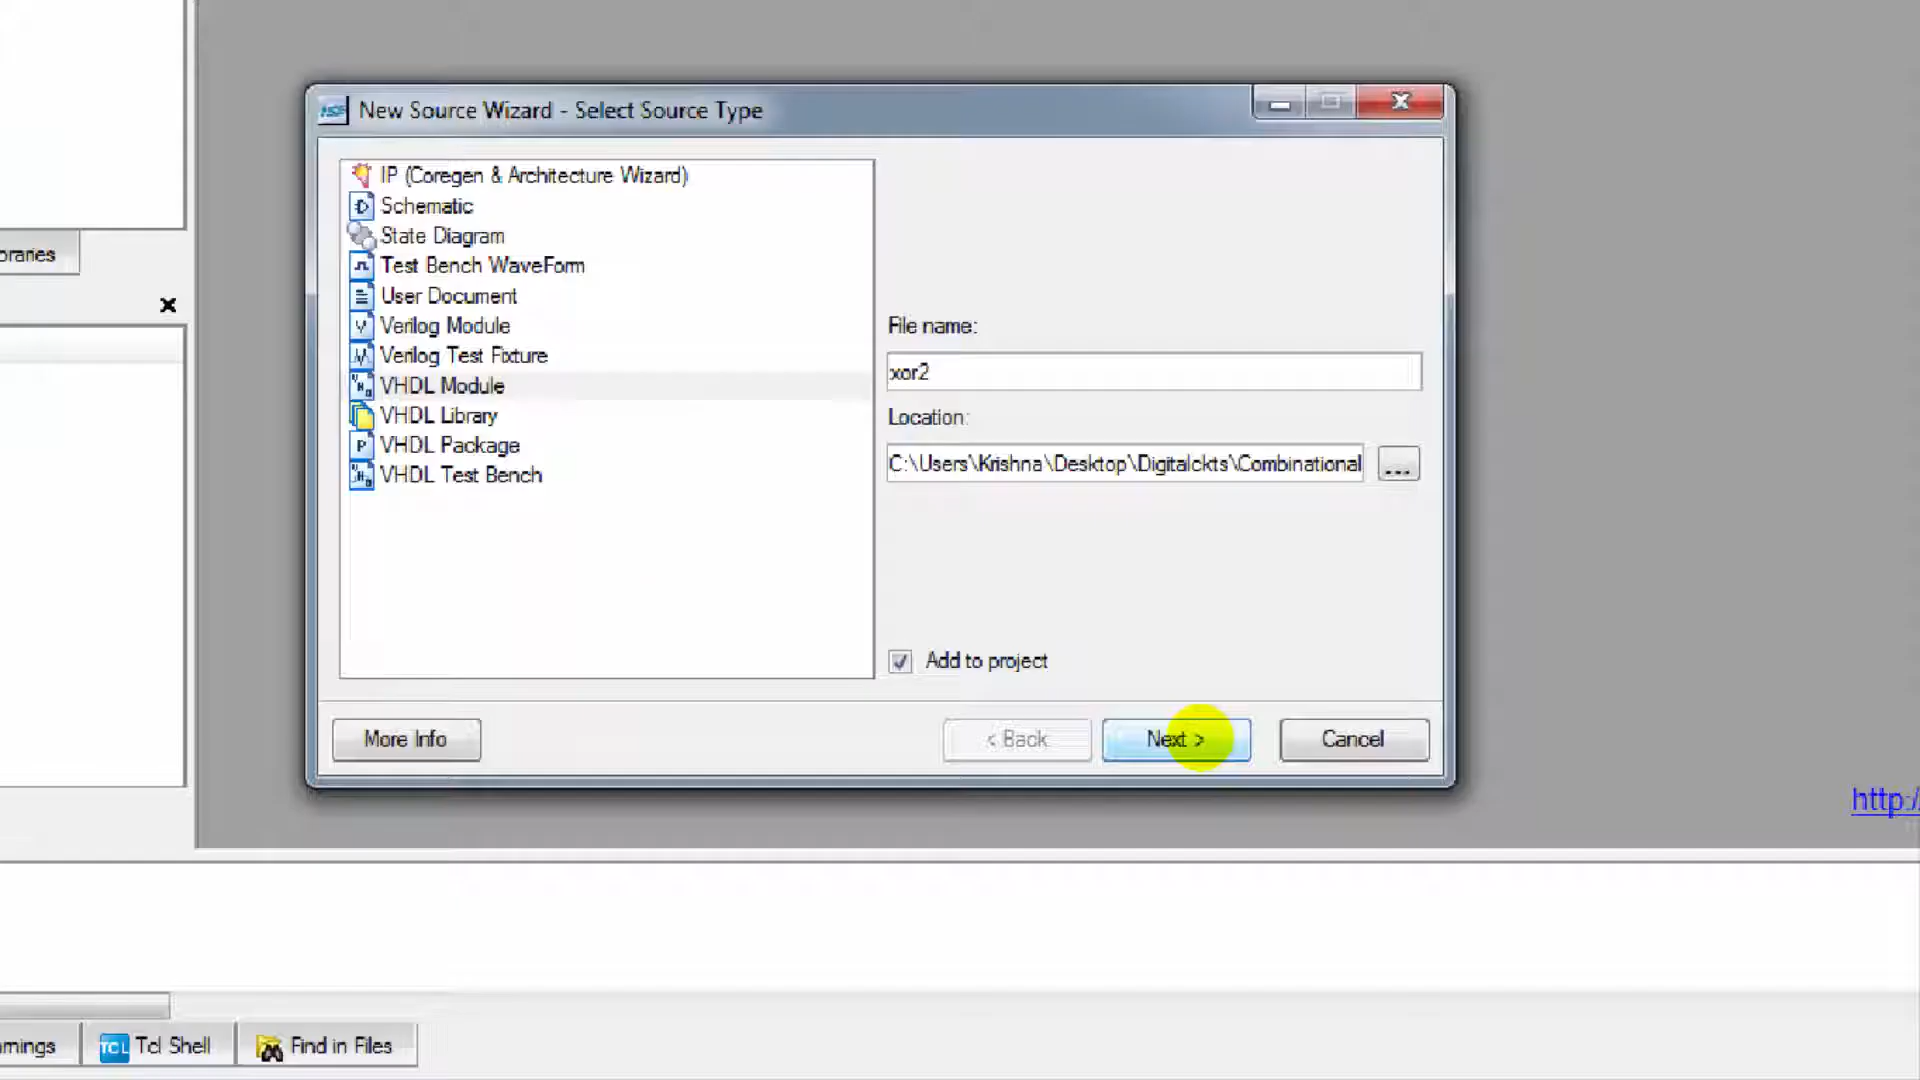 New Source Wizard - Select Source Type
IP (Coregen & Architecture Wizard)
Schematic
State Diagram
Test Bench WaveForm
User Document
Verilog Module
Verilog Test Fixture
VHDL Module
VHDL Library
VHDL Package
VHDL Test Bench
File name:
xor2
Location:
C:\Users\Krishna\Desktop\Digitalckts\Combinational
...
Add to project
More Info
< Back
Next >
Cancel
braries
http:/
rnings
TCL Tcl Shell
Find in Files